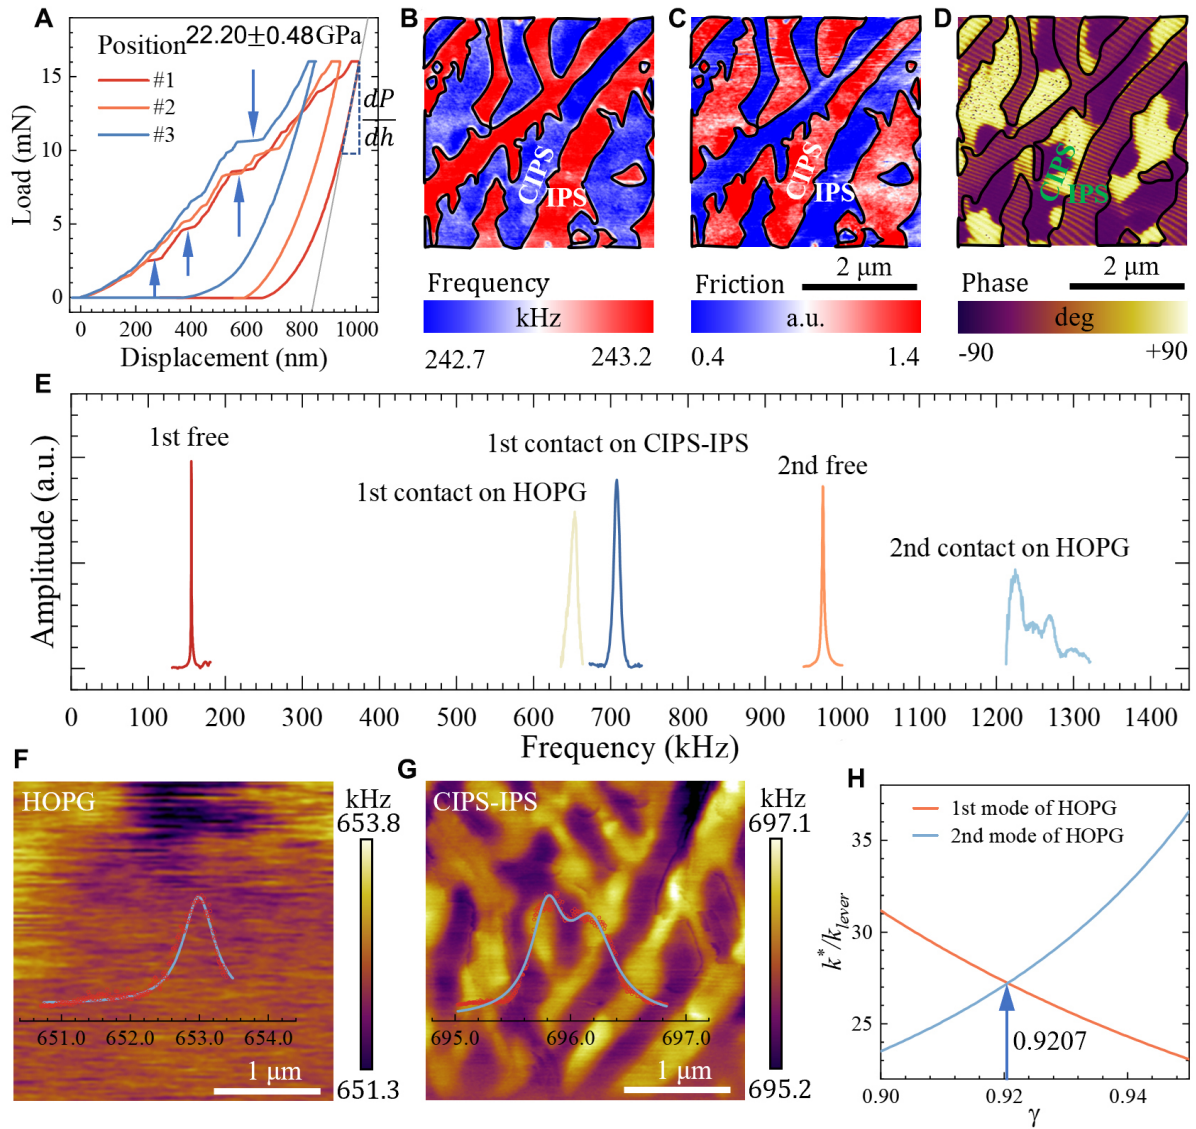 A
Position
22.20±0.48GPa
#1
#2
#3
dP
dh
Load (mN)
15
10
5
0
0 200 400 600 800 1000
Displacement (nm)
B
CIPS
IPS
Frequency
kHz
242.7 243.2
C
CIPS
IPS
Friction
2 μm
a.u.
0.4 1.4
D
CIPS
IPS
Phase
2 μm
deg
-90 +90
E
Amplitude (a.u.)
1st free
1st contact on CIPS-IPS
1st contact on HOPG
2nd free
2nd contact on HOPG
0 100 200 300 400 500 600 700 800 900 1000 1100 1200 1300 1400
Frequency (kHz)
F
HOPG
kHz
653.8
651.0 652.0 653.0 654.0
1 μm
651.3
G
CIPS-IPS
kHz
697.1
695.0 696.0 697.0
1 μm
695.2
H
1st mode of HOPG
2nd mode of HOPG
k*/klever
35
30
25
0.9207
0.90 0.92 0.94
γ